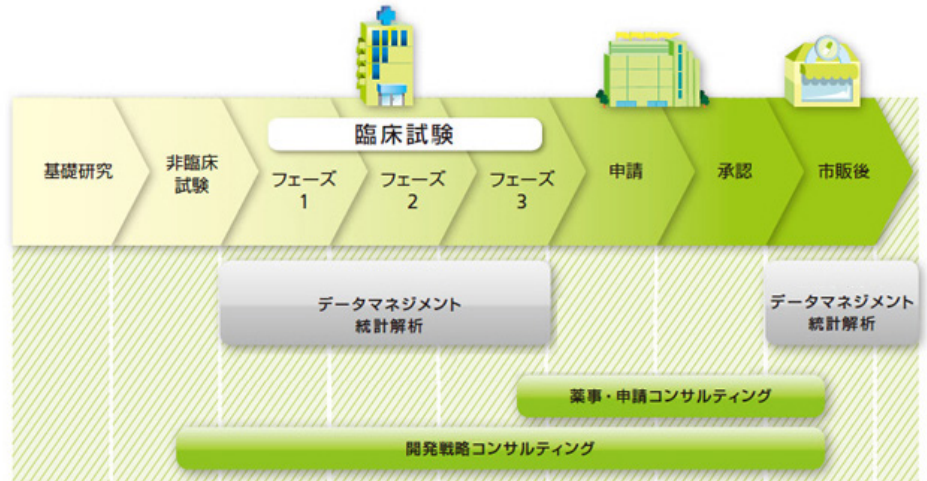 臨床試験
基礎研究
非臨床
試験
フェーズ
1
フェーズ
2
フェーズ
3
申請
承認
市販後
データマネジメント
統計解析
データマネジメント
統計解析
薬事・申請コンサルティング
開発戦略コンサルティング